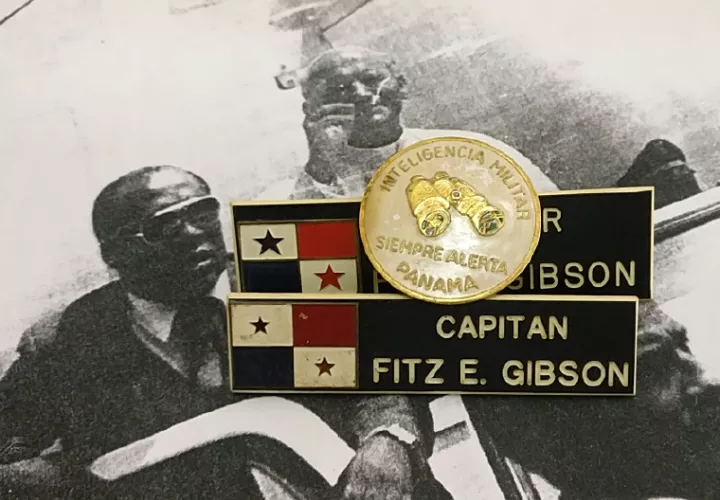 INTELIGENCIA MILITAR
SIEMPRE ALERTA
PANAMA
R
GIBSON
CAPITAN
FITZ E. GIBSON